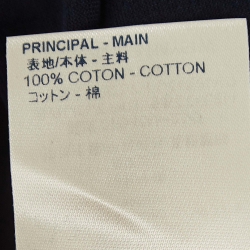 PRINCIPAL - MAIN
表地/本体 - 主料
100% COTON - COTTON
コットン - 棉